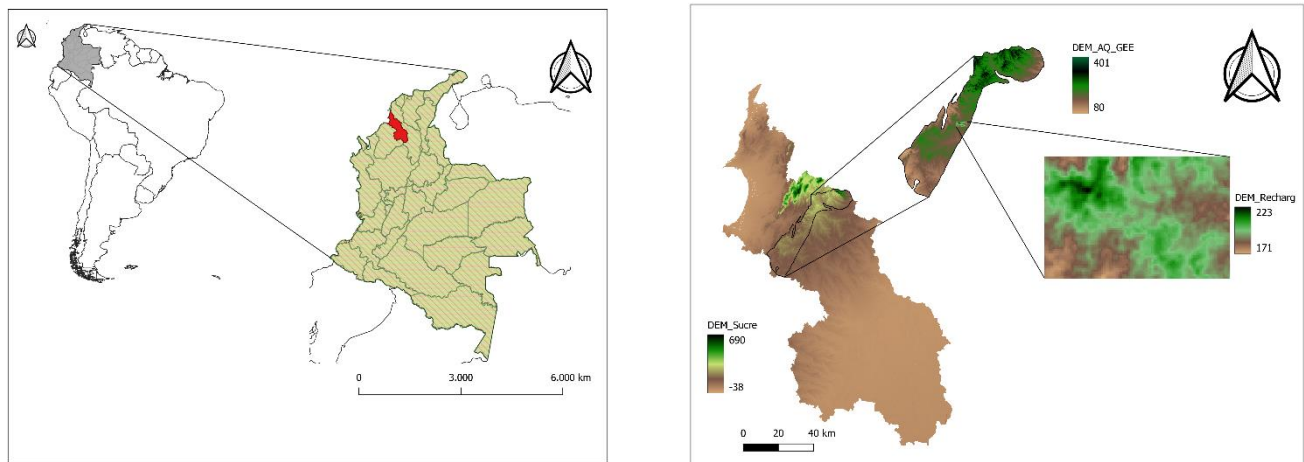 0 3.000 6.000 km
DEM_AQ_GEE
401
80
DEM_Recharg
223
171
DEM_Sucre
690
-38
0 20 40 km